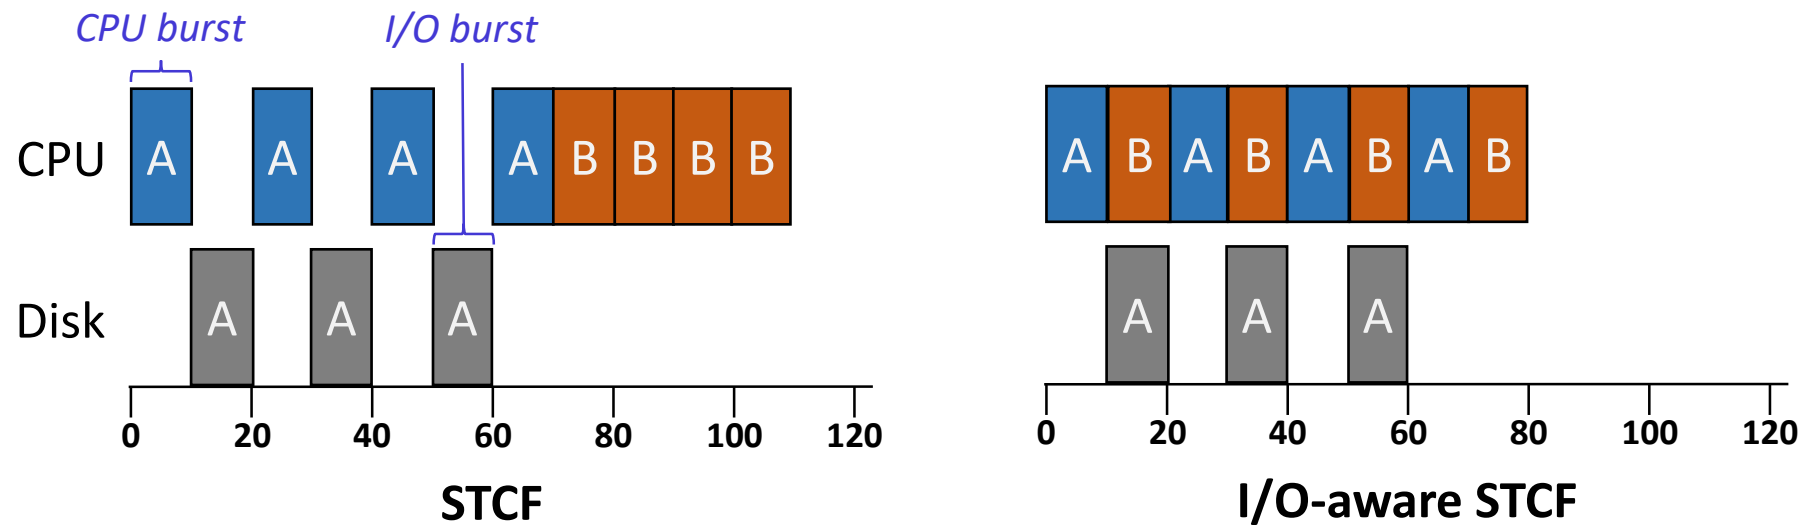 CPU burst I/O burst
CPU A A A A B B B B
Disk A A A
0 20 40 60 80 100 120
STCF
A B A B A B A B
A A A
0 20 40 60 80 100 120
I/O-aware STCF